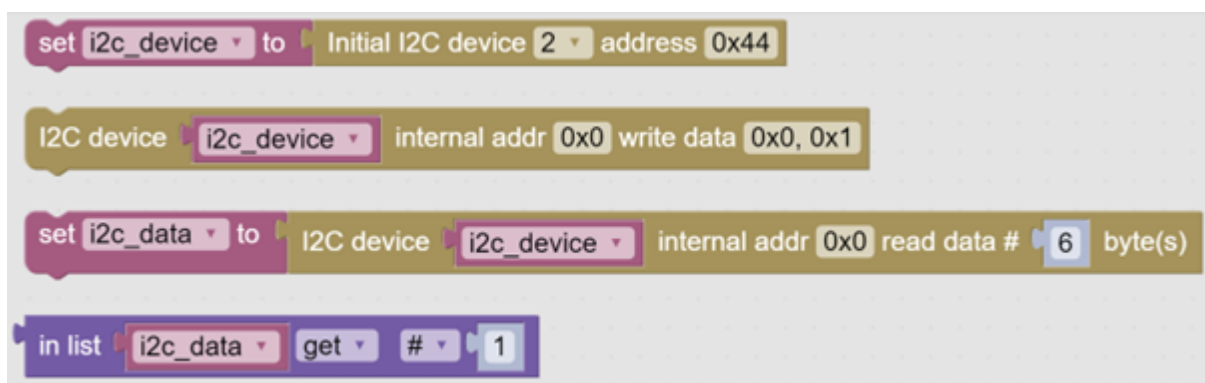 set i2c_device to Initial I2C device 2 address 0x44
I2C device i2c_device internal addr 0x0 write data 0x0, 0x1
set i2c_data to I2C device i2c_device internal addr 0x0 read data # 6 byte(s)
in list i2c_data get # 1